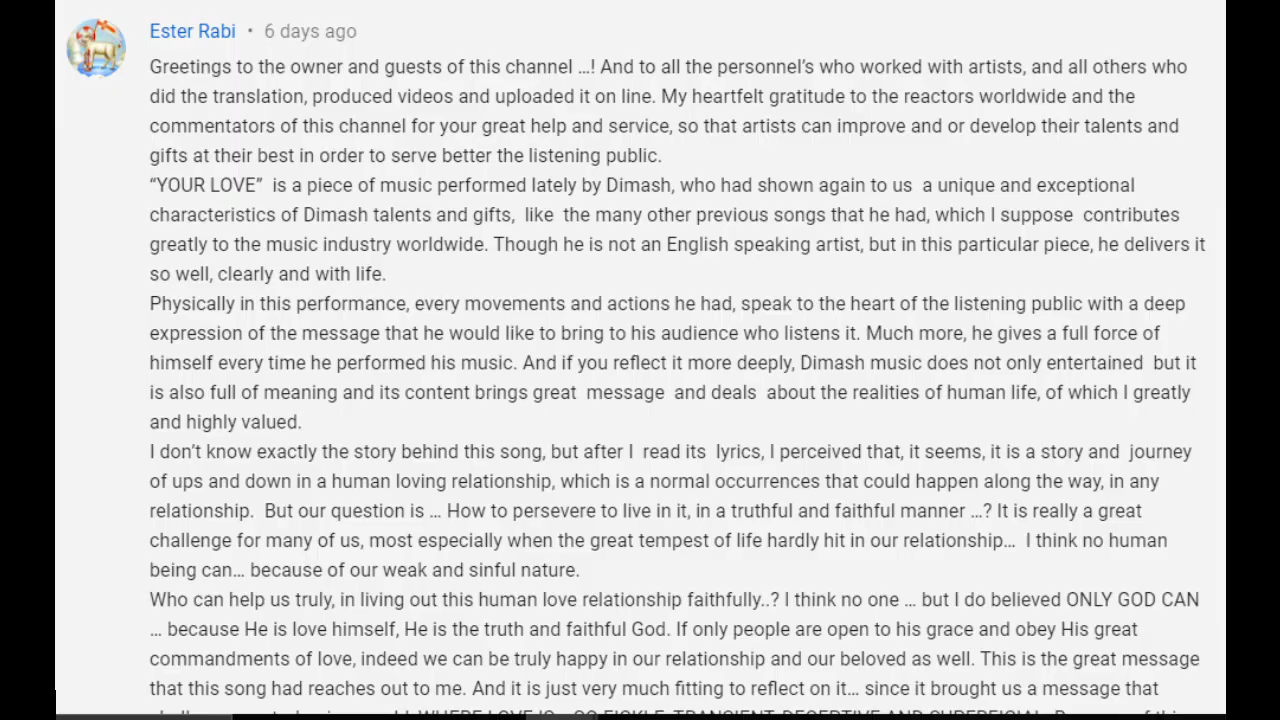 Ester Rabi • 6 days ago
Greetings to the owner and guests of this channel …! And to all the personnel’s who worked with artists, and all others who
did the translation, produced videos and uploaded it on line. My heartfelt gratitude to the reactors worldwide and the
commentators of this channel for your great help and service, so that artists can improve and or develop their talents and
gifts at their best in order to serve better the listening public.
“YOUR LOVE”  is a piece of music performed lately by Dimash, who had shown again to us  a unique and exceptional
characteristics of Dimash talents and gifts,  like  the many other previous songs that he had, which I suppose  contributes
greatly to the music industry worldwide. Though he is not an English speaking artist, but in this particular piece, he delivers it
so well, clearly and with life.
Physically in this performance, every movements and actions he had, speak to the heart of the listening public with a deep
expression of the message that he would like to bring to his audience who listens it. Much more, he gives a full force of
himself every time he performed his music. And if you reflect it more deeply, Dimash music does not only entertained  but it
is also full of meaning and its content brings great  message  and deals  about the realities of human life, of which I greatly
and highly valued.
I don’t know exactly the story behind this song, but after I  read its  lyrics, I perceived that, it seems, it is a story and  journey
of ups and down in a human loving relationship, which is a normal occurrences that could happen along the way, in any
relationship.  But our question is … How to persevere to live in it, in a truthful and faithful manner …? It is really a great
challenge for many of us, most especially when the great tempest of life hardly hit in our relationship…  I think no human
being can… because of our weak and sinful nature.
Who can help us truly, in living out this human love relationship faithfully..? I think no one … but I do believed ONLY GOD CAN
… because He is love himself, He is the truth and faithful God. If only people are open to his grace and obey His great
commandments of love, indeed we can be truly happy in our relationship and our beloved as well. This is the great message
that this song had reaches out to me. And it is just very much fitting to reflect on it… since it brought us a message that